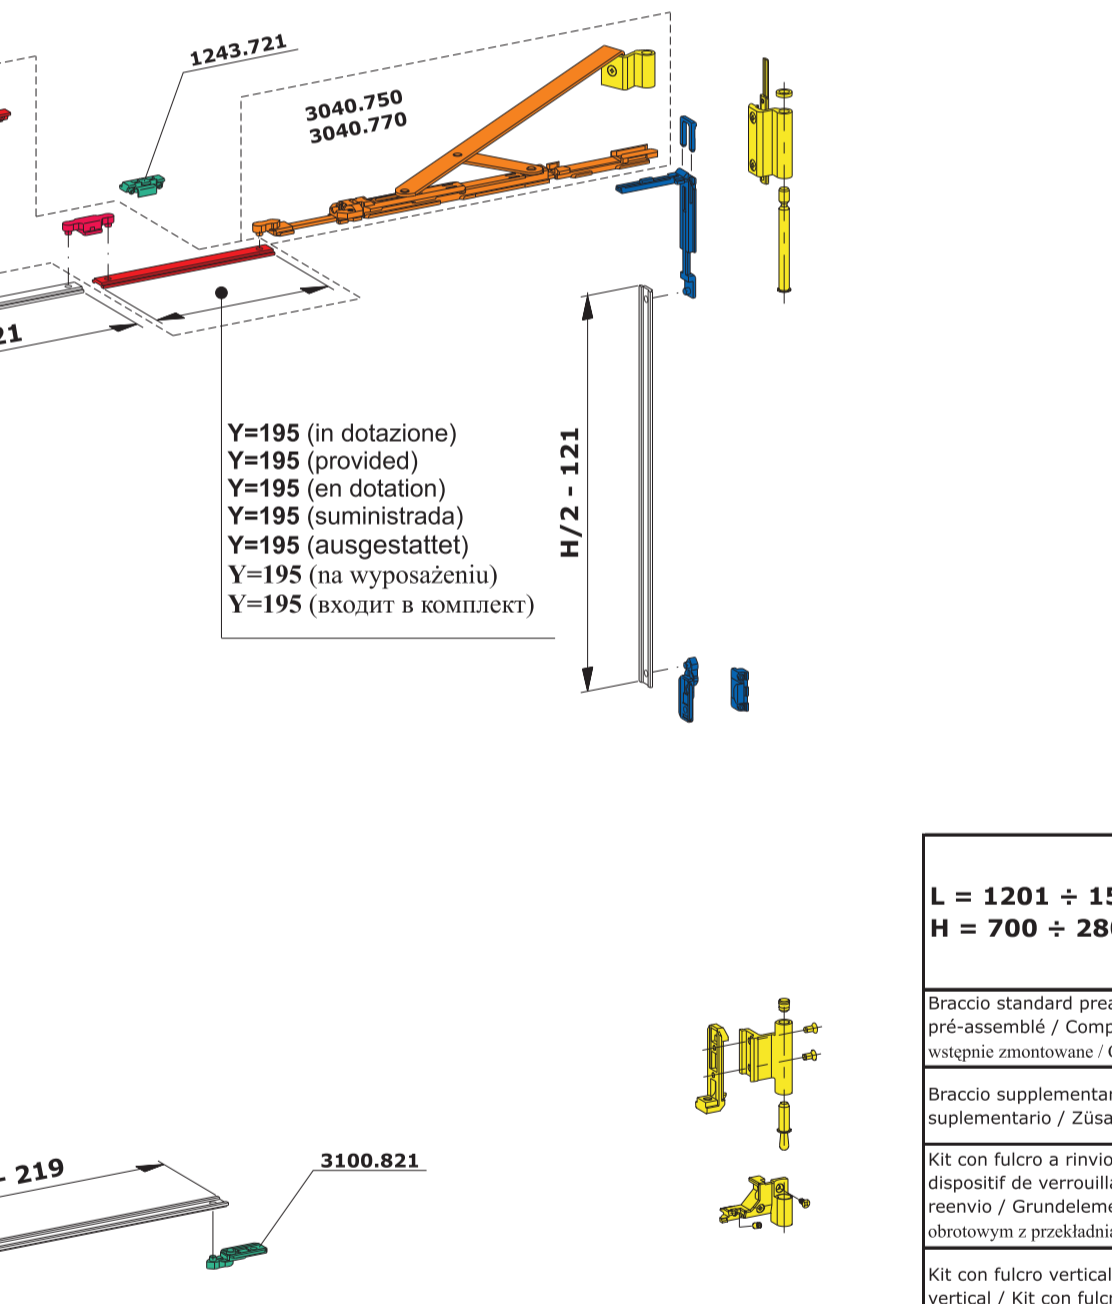 1243.721
3040.750
3040.770
21
Y=195 (in dotazione)
Y=195 (provided)
Y=195 (en dotation)
Y=195 (suministrada)
Y=195 (ausgestattet)
Y=195 (na wyposażeniu)
Y=195 (входит в комплект)
H/2 - 121
L = 1201 ÷ 15
H = 700 ÷ 28
Braccio standard prea
pré-assemblé / Comp
wstępnie zmontowane /
Braccio supplementar
suplementario / Züsa
Kit con fulcro a rinvio
dispositif de verrouilla
reenvio / Grundeleme
obrotowym z przekładnia
Kit con fulcro vertical
vertical / Kit con fulcr
- 219
3100.821